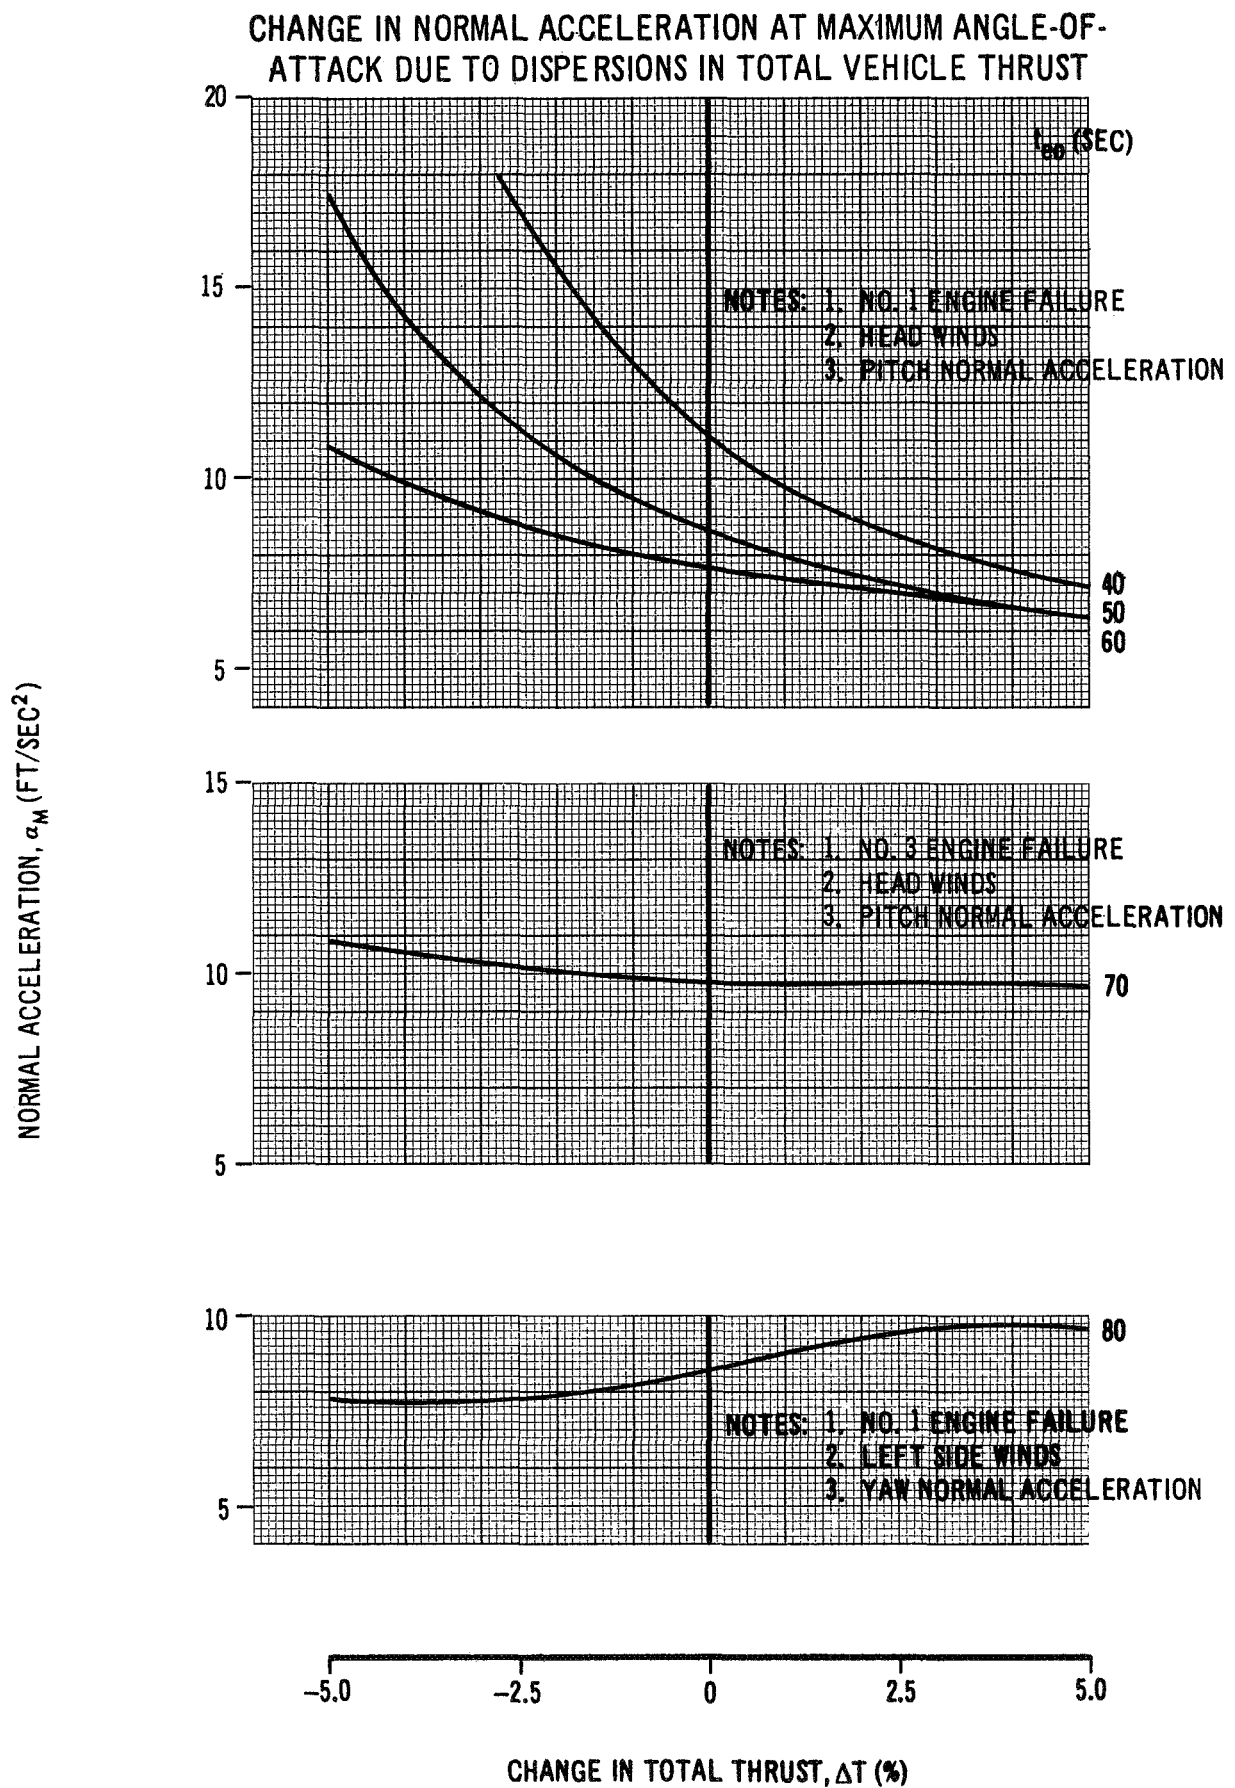 CHANGE IN NORMAL ACCELERATION AT MAXIMUM ANGLE-OF-
ATTACK DUE TO DISPERSIONS IN TOTAL VEHICLE THRUST
20
t_eo (SEC)
15
NOTES: 1. NO. 1 ENGINE FAILURE
2. HEAD WINDS
3. PITCH NORMAL ACCELERATION
10
40
50
60
5
NORMAL ACCELERATION, α_M (FT/SEC²)
15
NOTES: 1. NO. 3 ENGINE FAILURE
2. HEAD WINDS
3. PITCH NORMAL ACCELERATION
10
70
5
10
80
NOTES: 1. NO. 1 ENGINE FAILURE
2. LEFT SIDE WINDS
3. YAW NORMAL ACCELERATION
5
−5.0 −2.5 0 2.5 5.0
CHANGE IN TOTAL THRUST, ΔT (%)